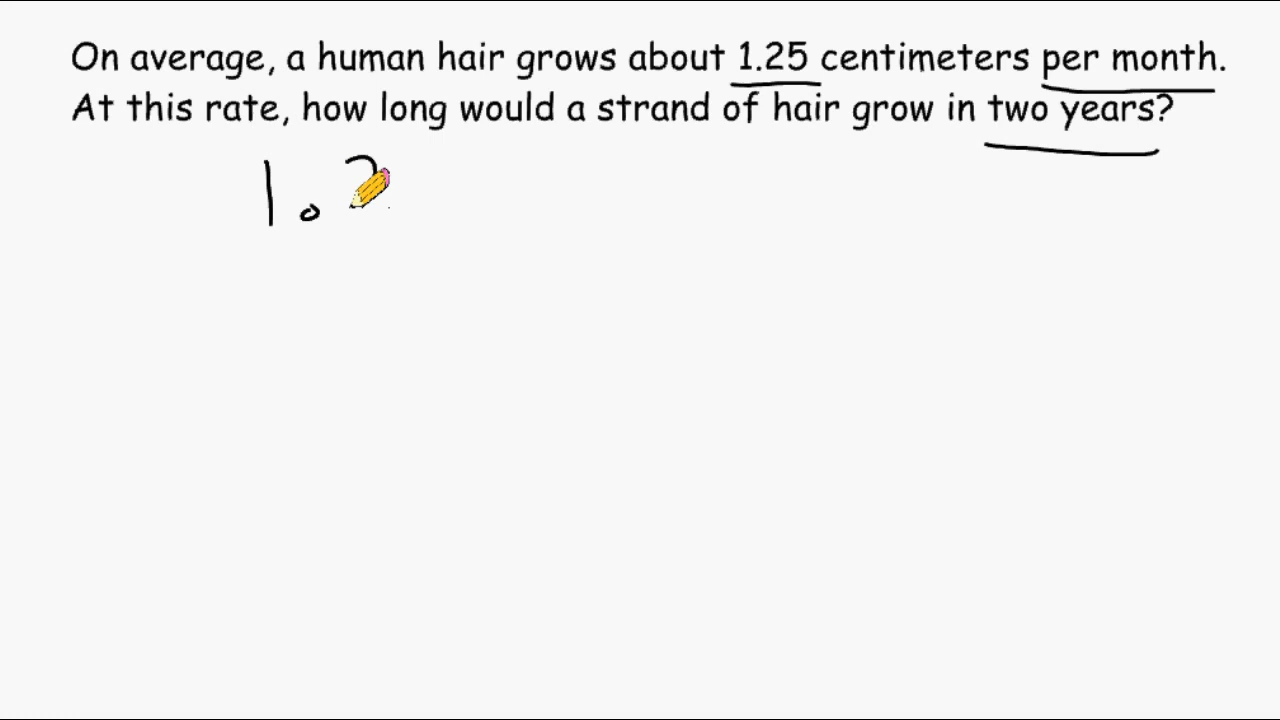 On average, a human hair grows about 1.25 centimeters per month.
At this rate, how long would a strand of hair grow in two years?
1.2